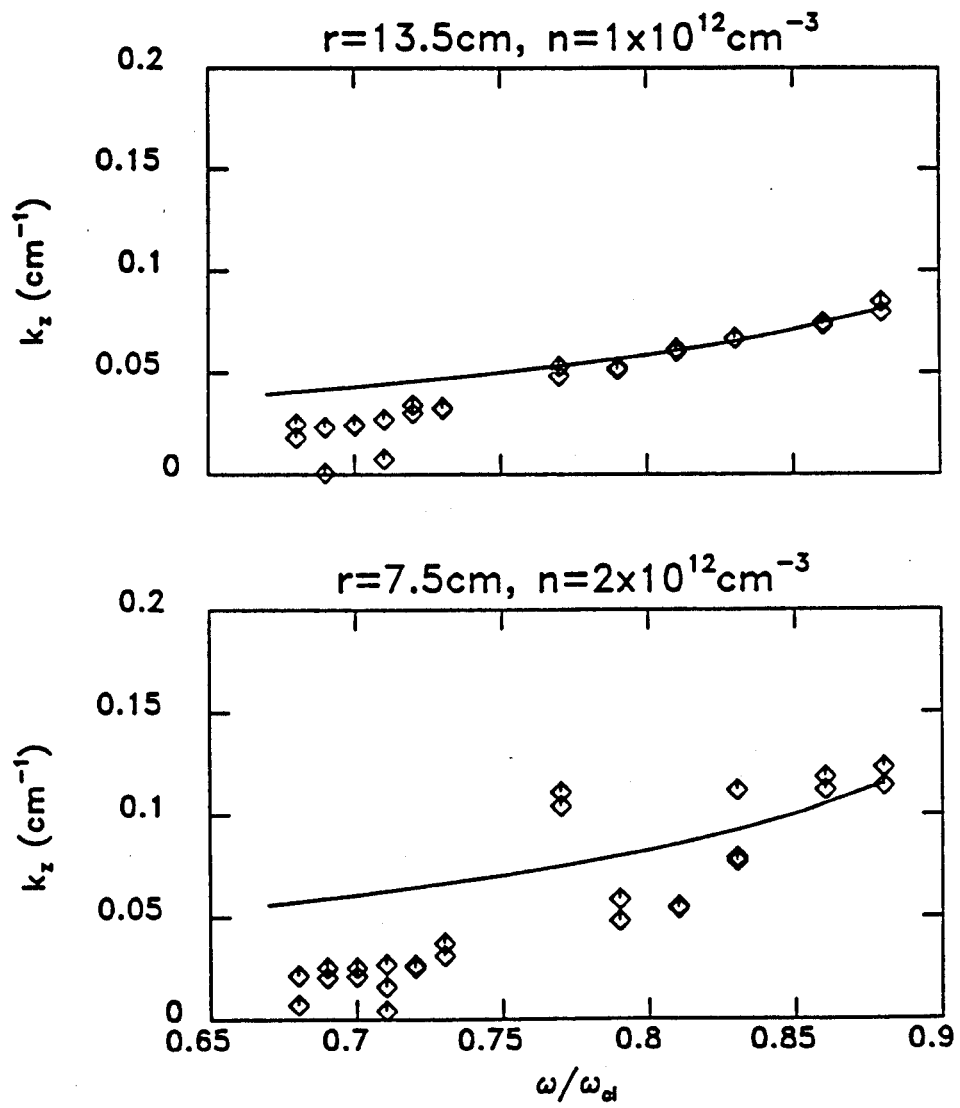 r=13.5cm, n=1x10¹²cm⁻³
0.2
0.15
0.1
0.05
0
k_z (cm⁻¹)
r=7.5cm, n=2x10¹²cm⁻³
0.2
0.15
0.1
0.05
0
k_z (cm⁻¹)
0.65 0.7 0.75 0.8 0.85 0.9
ω/ω_ci